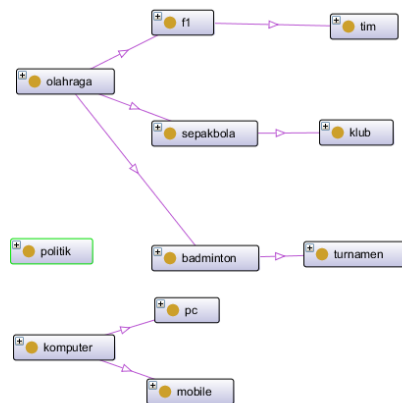 f1
tim
olahraga
sepakbola
klub
politik
badminton
turnamen
pc
komputer
mobile